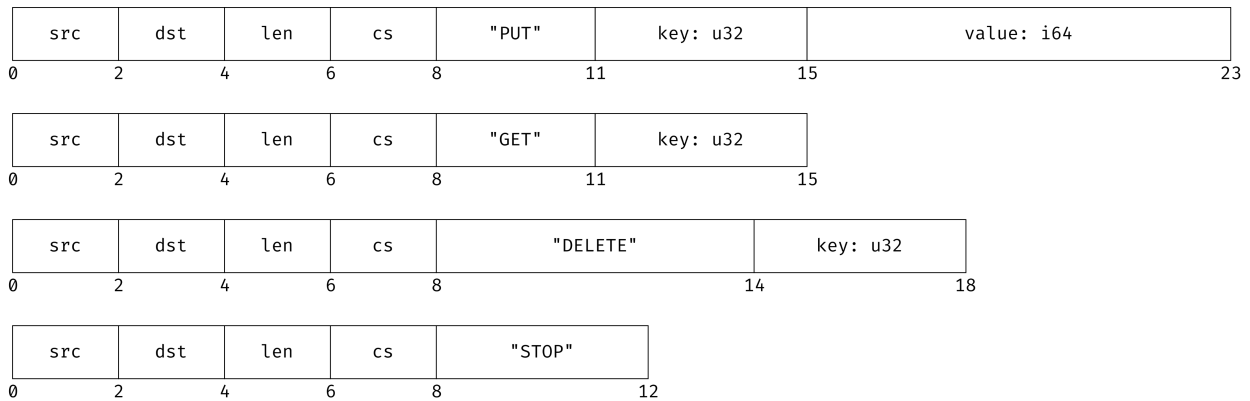 src dst len cs "PUT" key: u32 value: i64
0 2 4 6 8 11 15 23
src dst len cs "GET" key: u32
0 2 4 6 8 11 15
src dst len cs "DELETE" key: u32
0 2 4 6 8 14 18
src dst len cs "STOP"
0 2 4 6 8 12